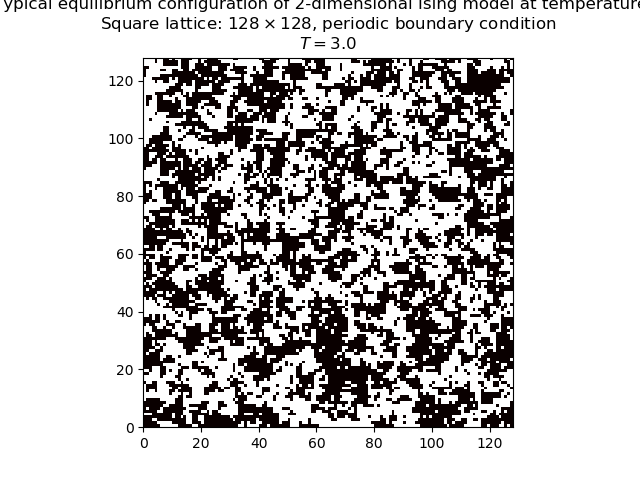 ypical equilibrium configuration of 2-dimensional Ising model at temperature
Square lattice: 128 × 128, periodic boundary condition
T = 3.0
120
100
80
60
40
20
0
0 20 40 60 80 100 120